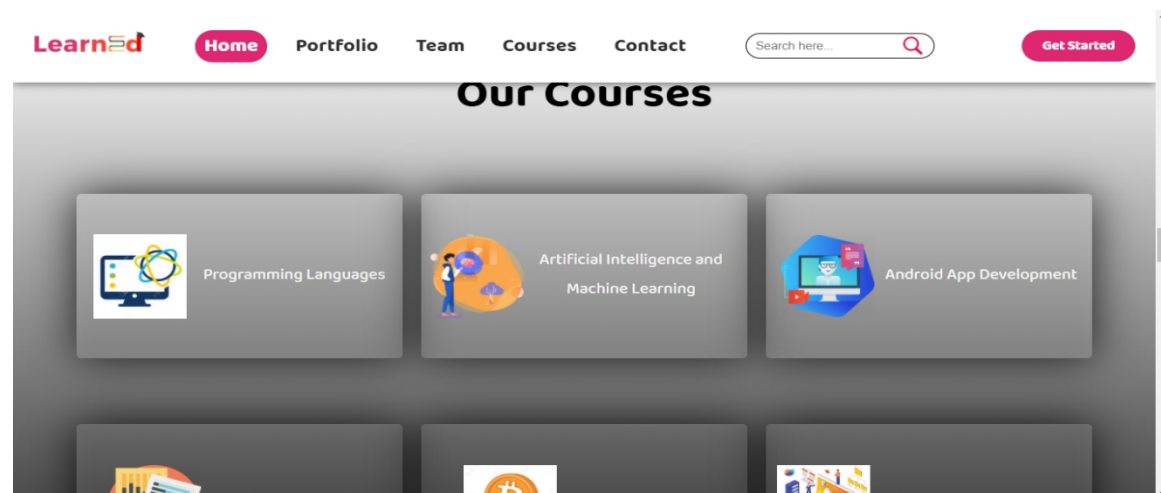 LearnEd
Home Portfolio Team Courses Contact Search here... Get Started
Our Courses
Programming Languages
Artificial Intelligence and
Machine Learning
Android App Development